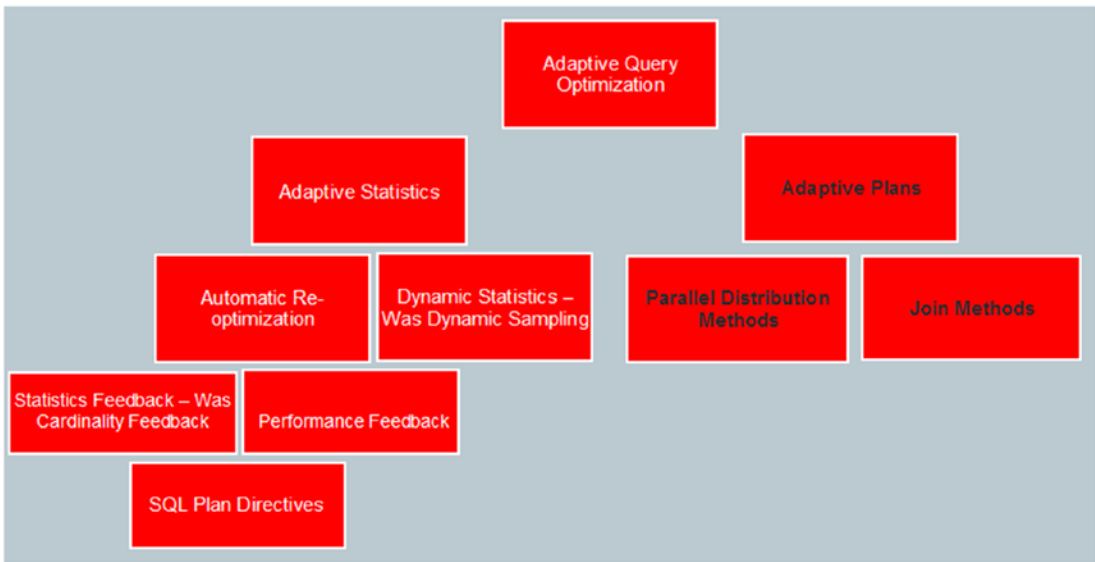 Adaptive Query
Optimization
Adaptive Statistics
Adaptive Plans
Automatic Re-
optimization
Dynamic Statistics –
Was Dynamic Sampling
Parallel Distribution
Methods
Join Methods
Statistics Feedback – Was
Cardinality Feedback
Performance Feedback
SQL Plan Directives